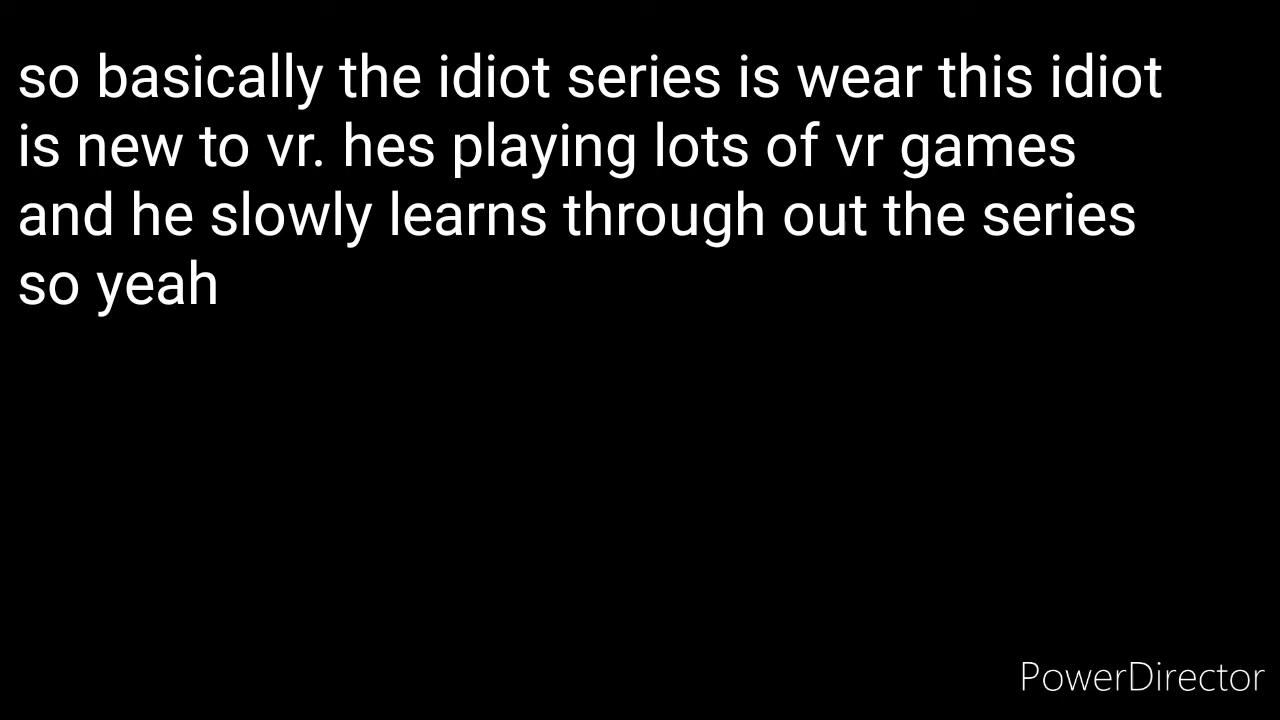 so basically the idiot series is wear this idiot
is new to vr. hes playing lots of vr games
and he slowly learns through out the series
so yeah
PowerDirector